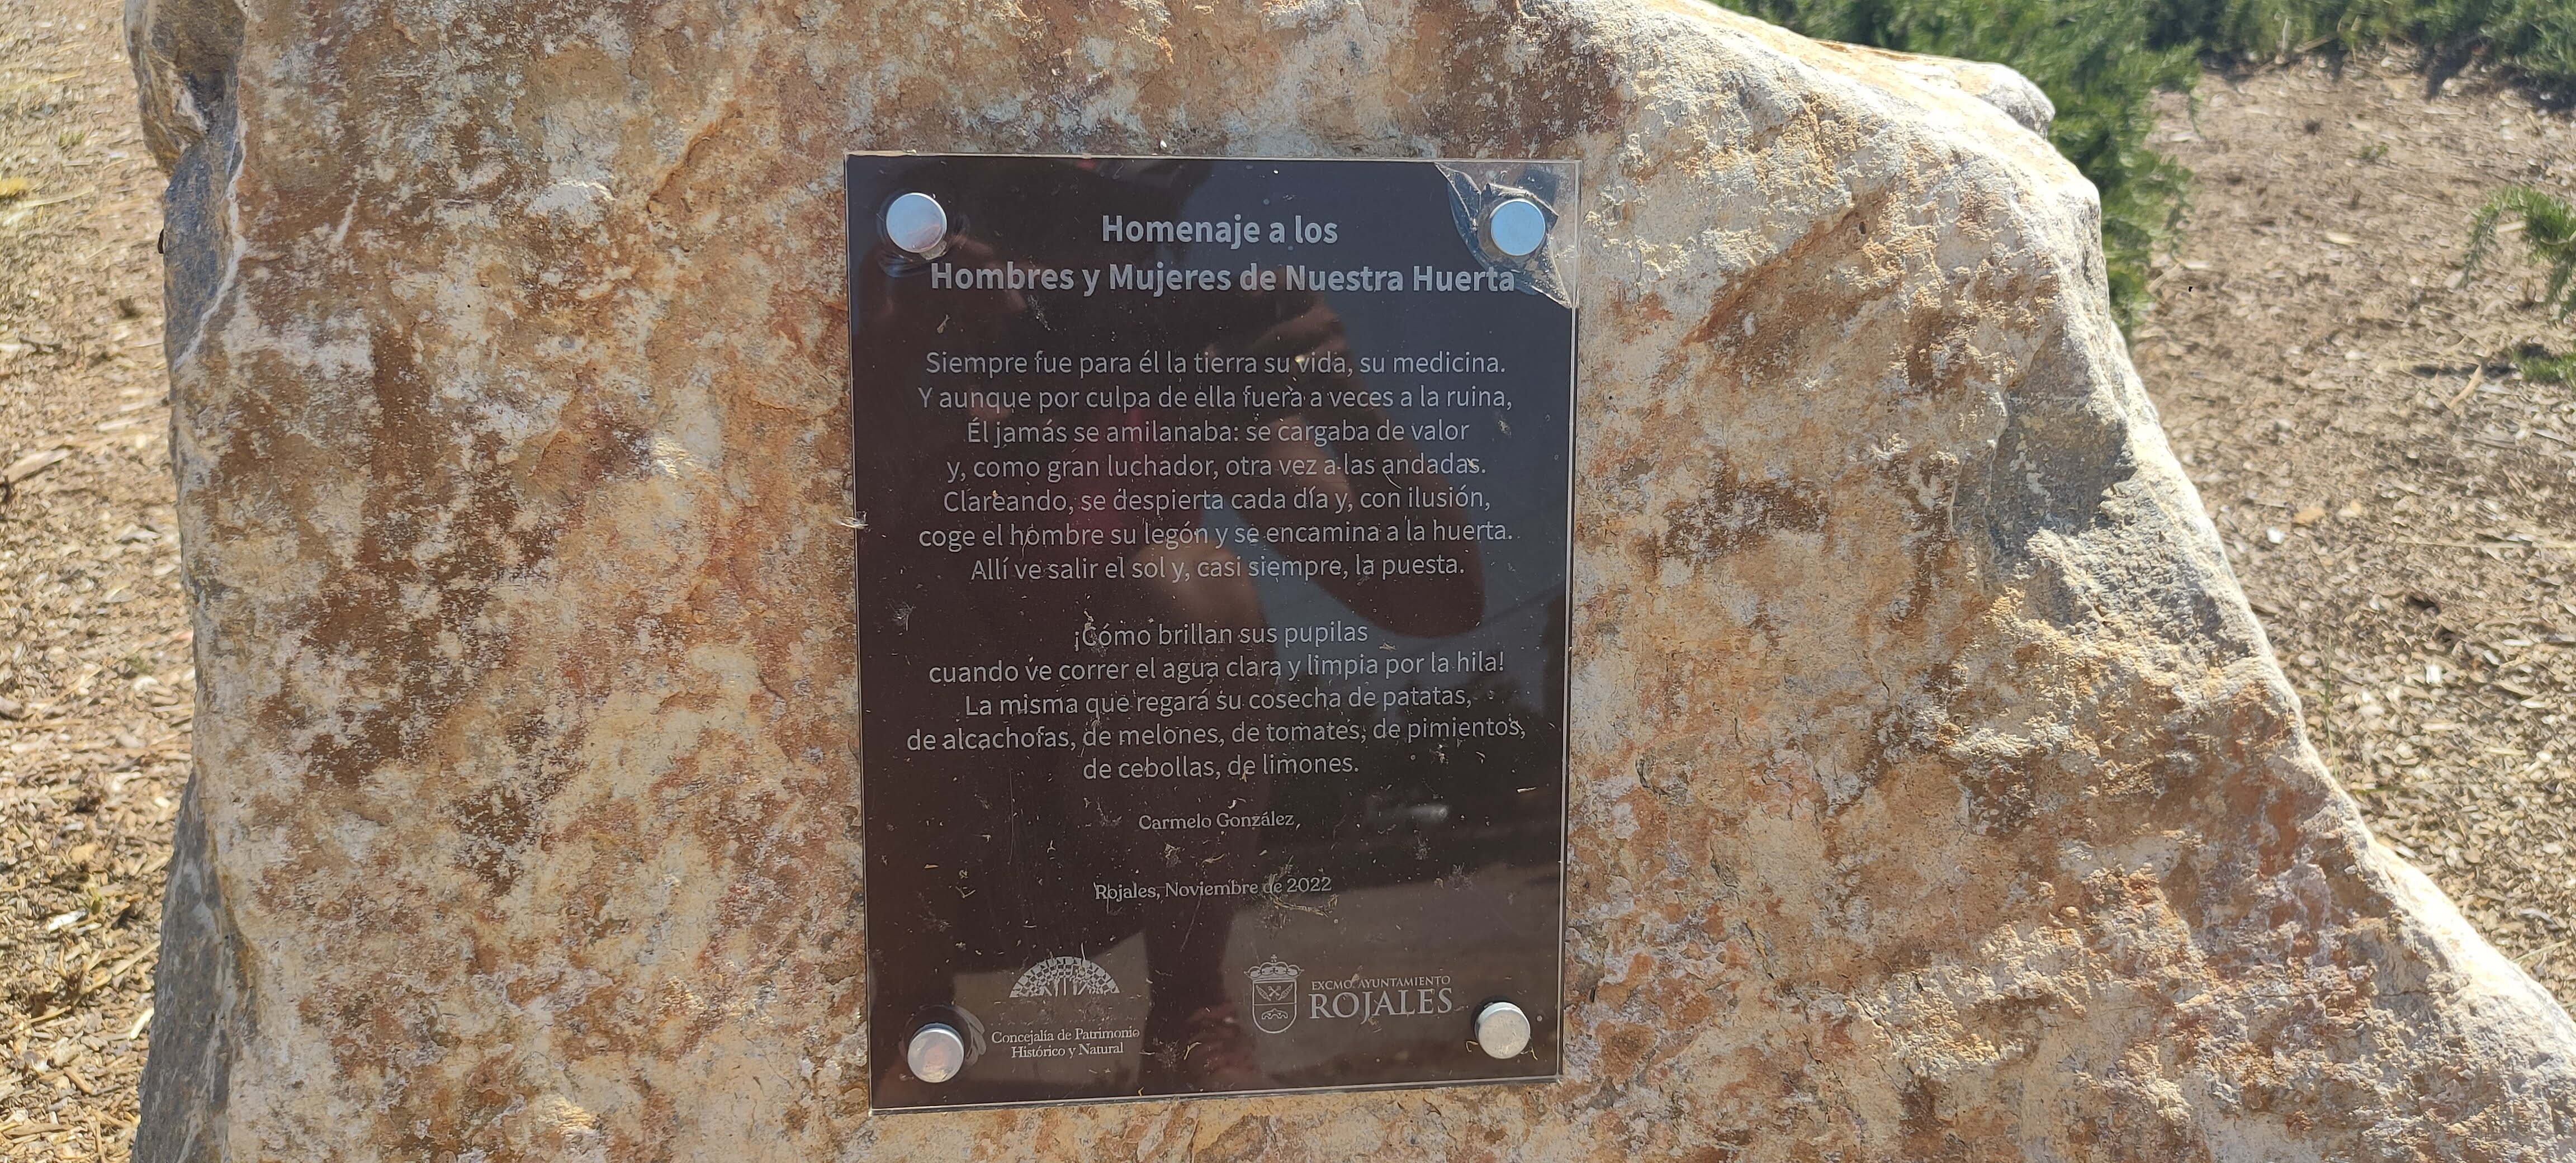 Homenaje a los
Hombres y Mujeres de Nuestra Huerta
Siempre fue para él la tierra su vida, su medicina.
Y aunque por culpa de ella fuera a veces a la ruina,
Él jamás se amilanaba: se cargaba de valor
y, como gran luchador, otra vez a las andadas.
Clareando, se despierta cada día y, con ilusión,
coge el hombre su legón y se encamina a la huerta.
Allí ve salir el sol y, casi siempre, la puesta.
¡Cómo brillan sus pupilas
cuando ve correr el agua clara y limpia por la hila!
La misma que regará su cosecha de patatas,
de alcachofas, de melones, de tomates, de pimientos,
de cebollas, de limones.
Carmelo González
Rojales, Noviembre de 2022
Concejalía de Patrimonio
Histórico y Natural
EXCMO. AYUNTAMIENTO
ROJALES